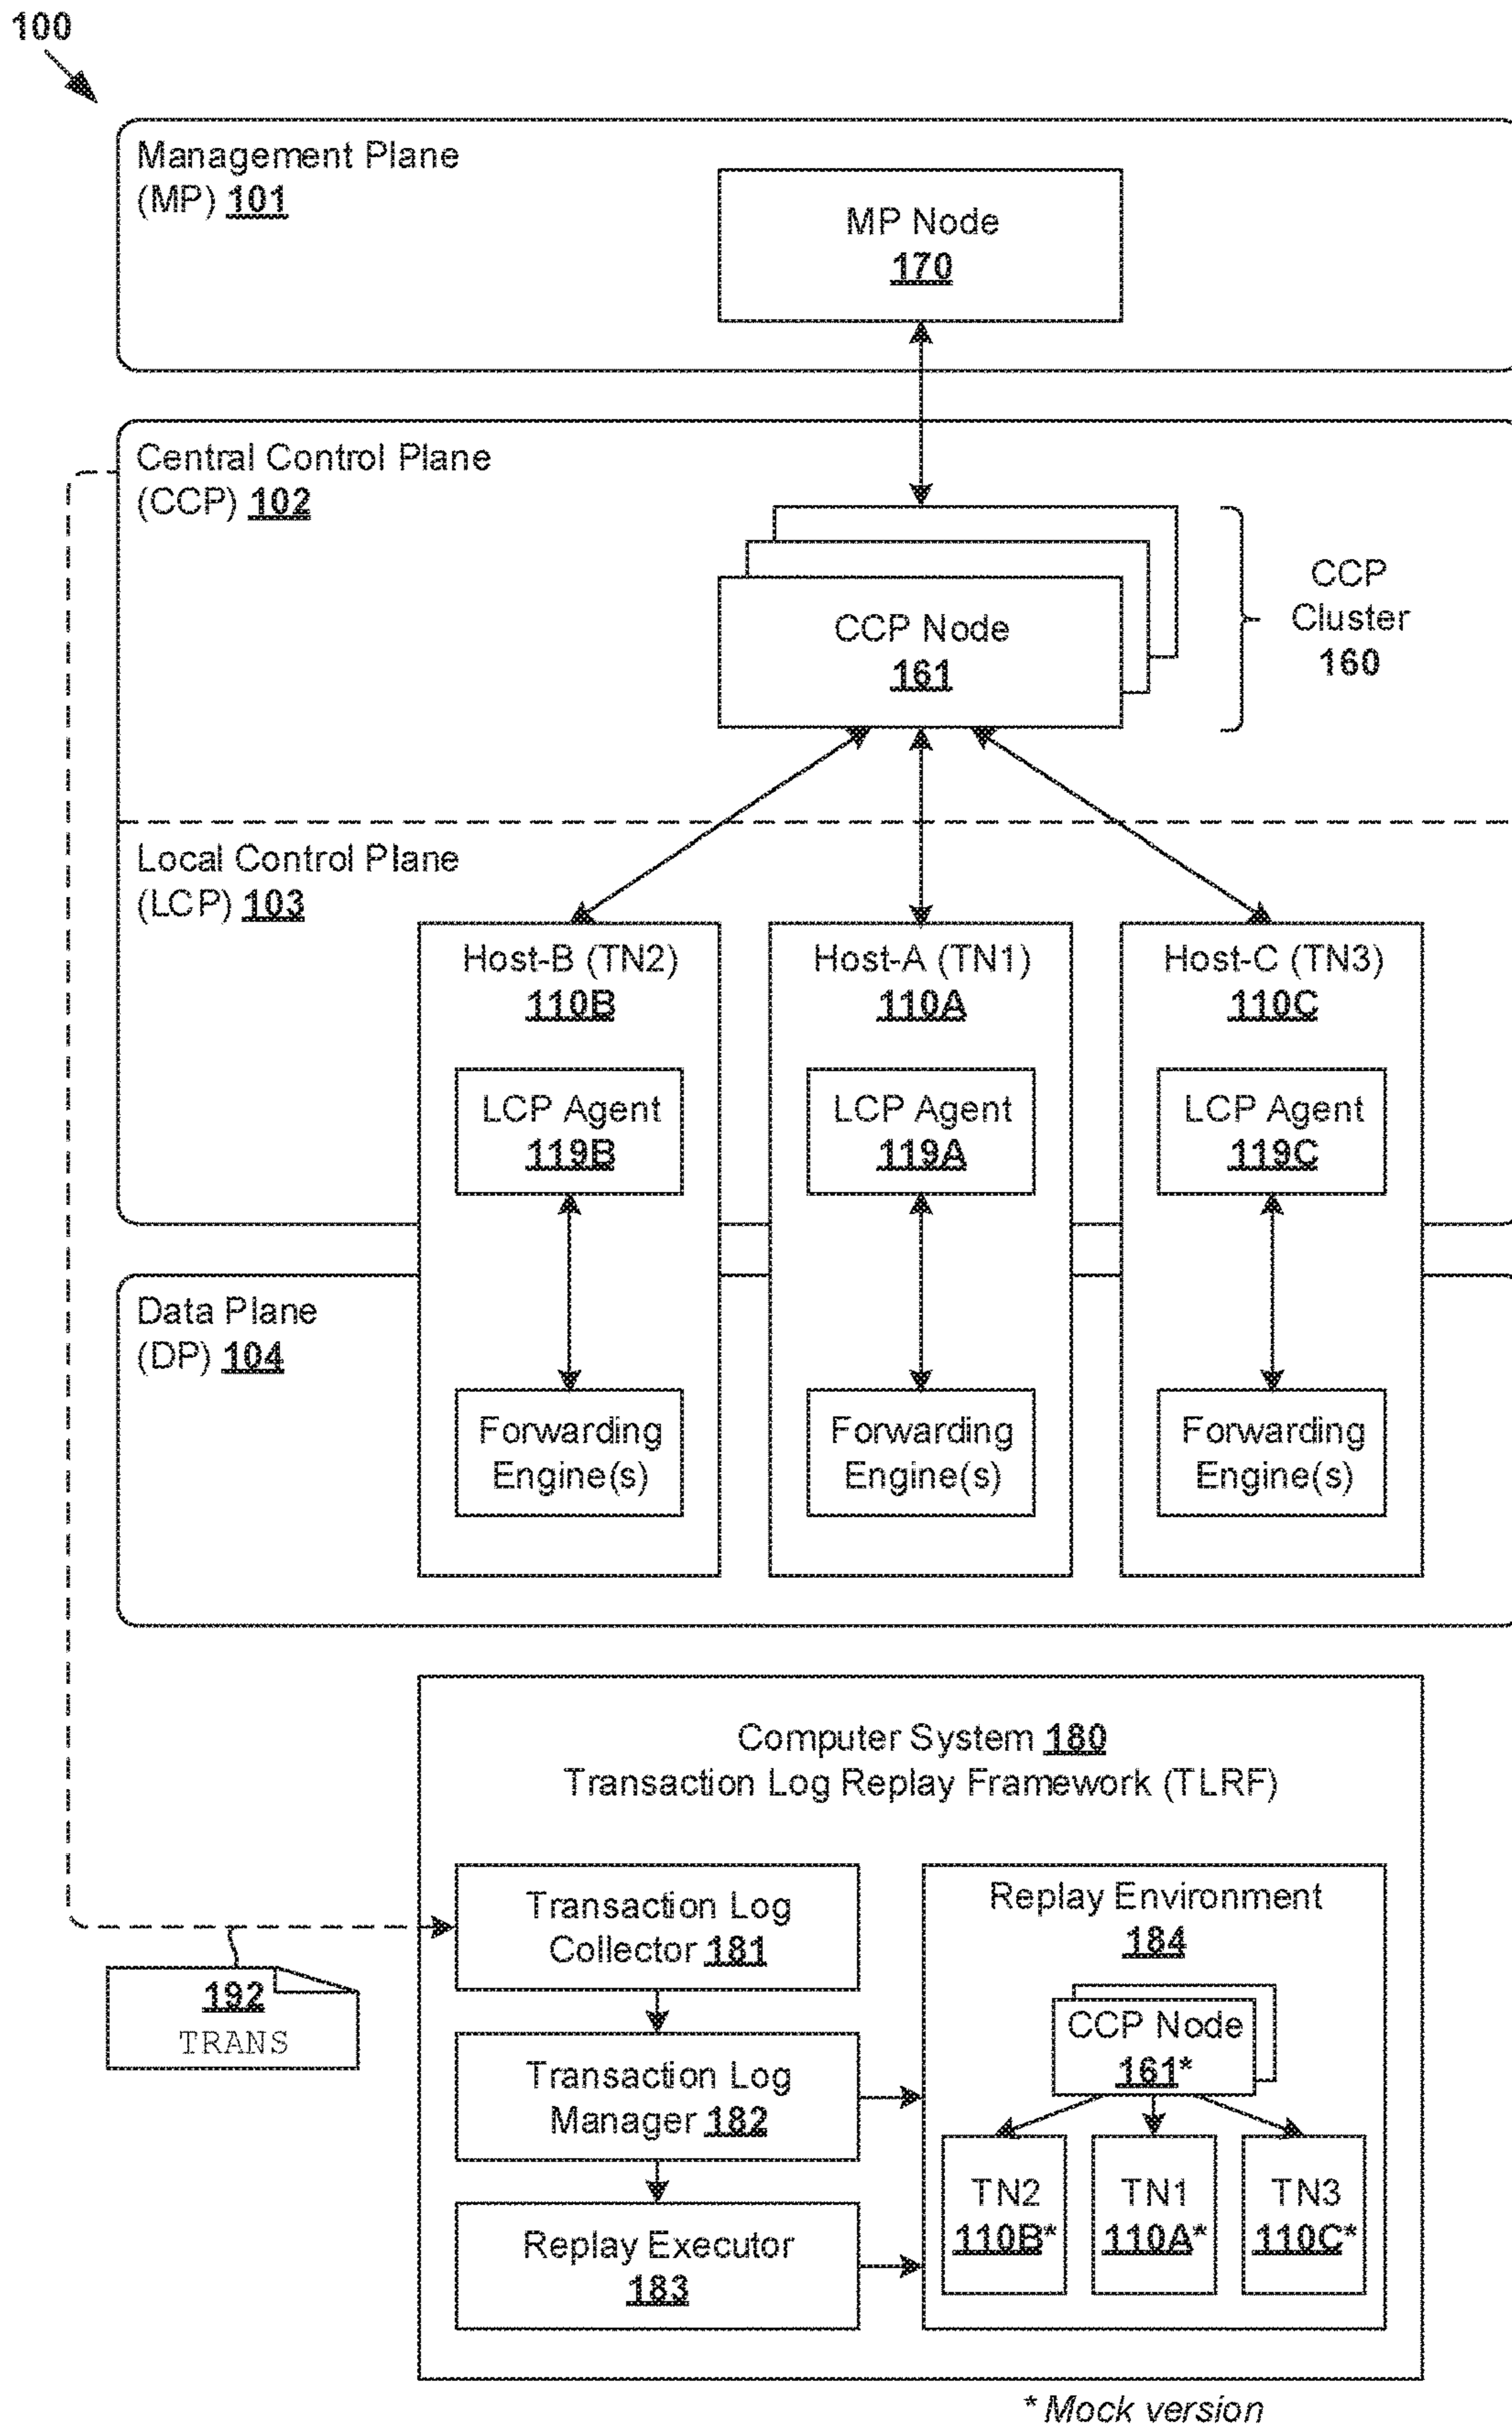 100
Management Plane
(MP) 101
MP Node
170
Central Control Plane
(CCP) 102
CCP
Cluster
160
CCP Node
161
Local Control Plane
(LCP) 103
Host-B (TN2)
110B
Host-A (TN1)
110A
Host-C (TN3)
110C
LCP Agent
119B
LCP Agent
119A
LCP Agent
119C
Data Plane
(DP) 104
Forwarding
Engine(s)
Forwarding
Engine(s)
Forwarding
Engine(s)
Computer System 180
Transaction Log Replay Framework (TLRF)
Transaction Log
Collector 181
192
TRANS
Transaction Log
Manager 182
Replay Executor
183
Replay Environment
184
CCP Node
161*
TN2
110B*
TN1
110A*
TN3
110C*
* Mock version